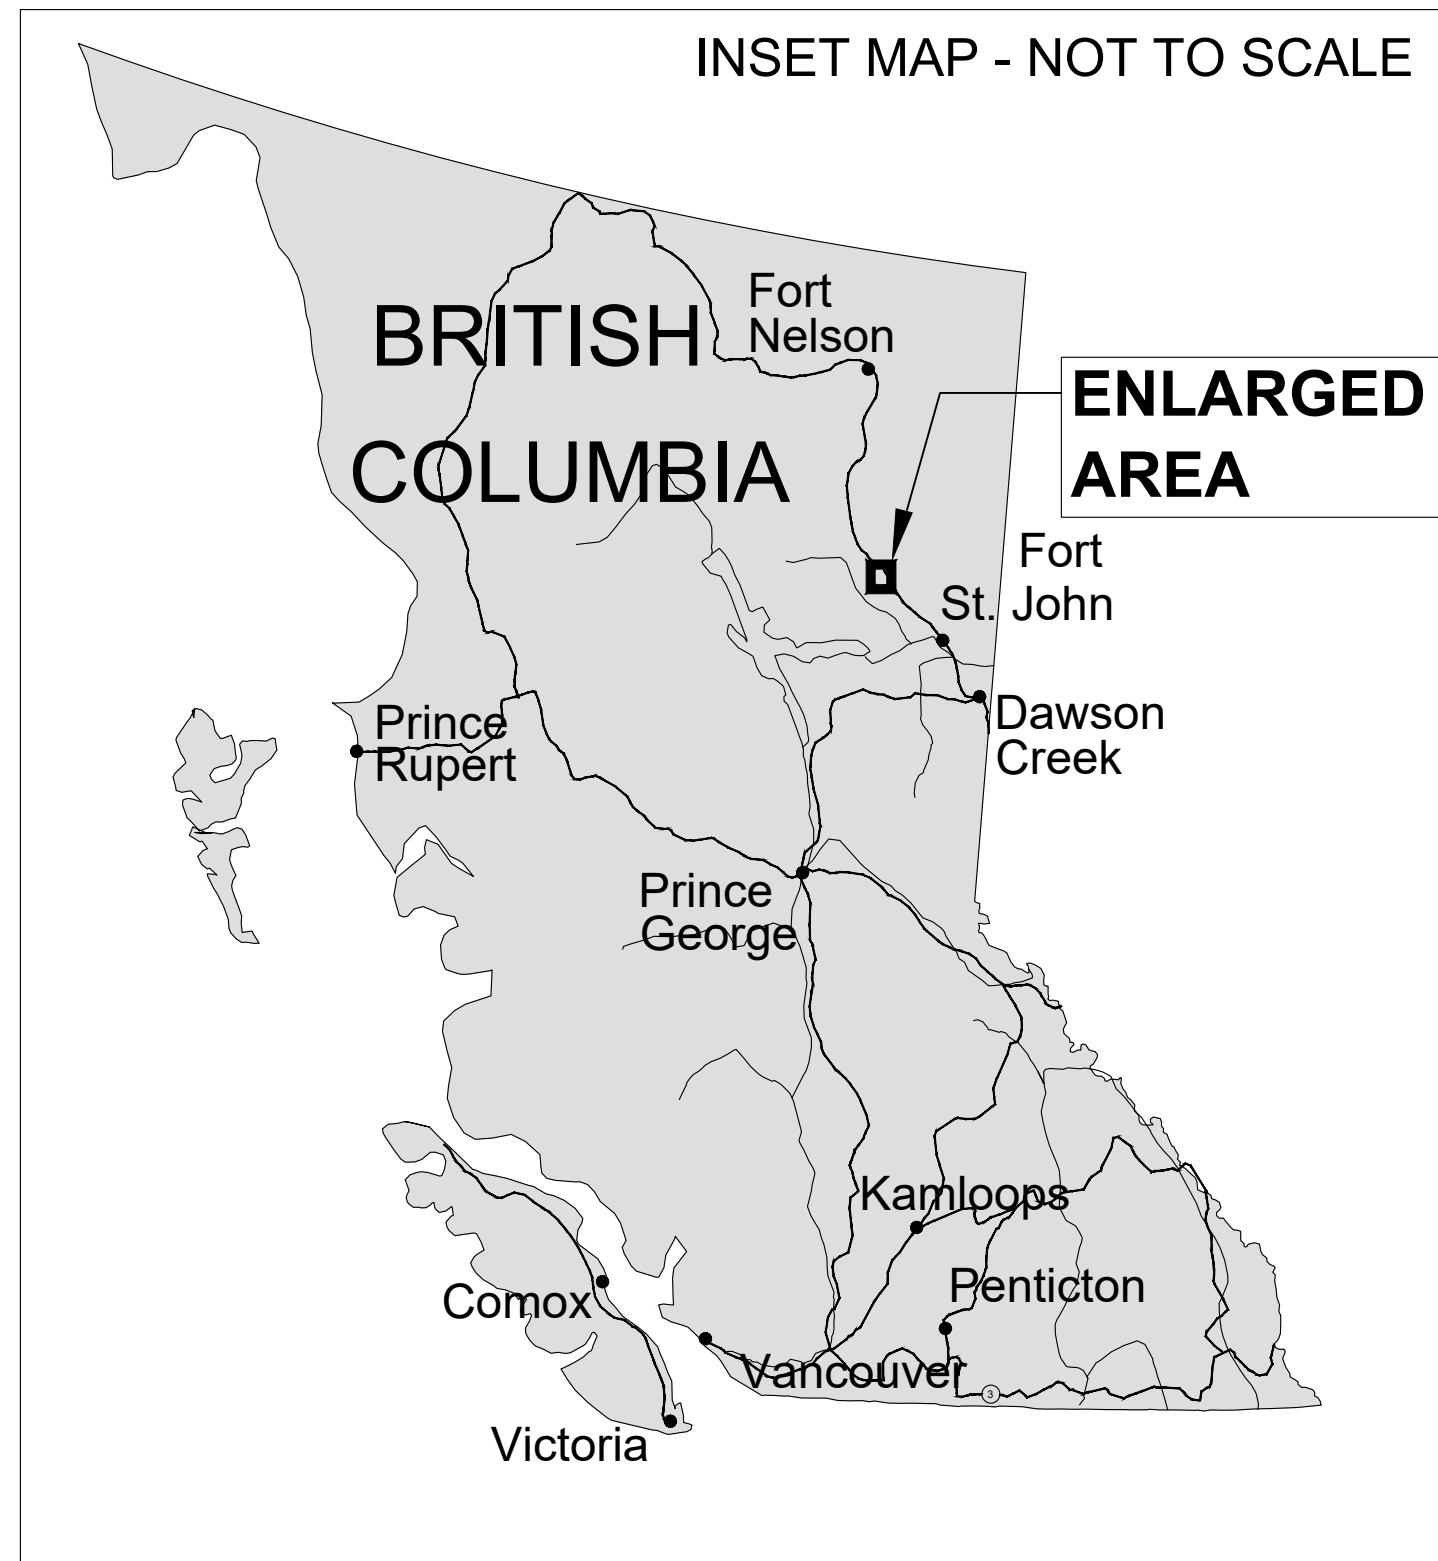 INSET MAP - NOT TO SCALE
BRITISH
COLUMBIA
Fort
Nelson
ENLARGED
AREA
Fort
St. John
Dawson
Creek
Prince
Rupert
Prince
George
Kamloops
Penticton
Comox
Vancouver
3
Victoria